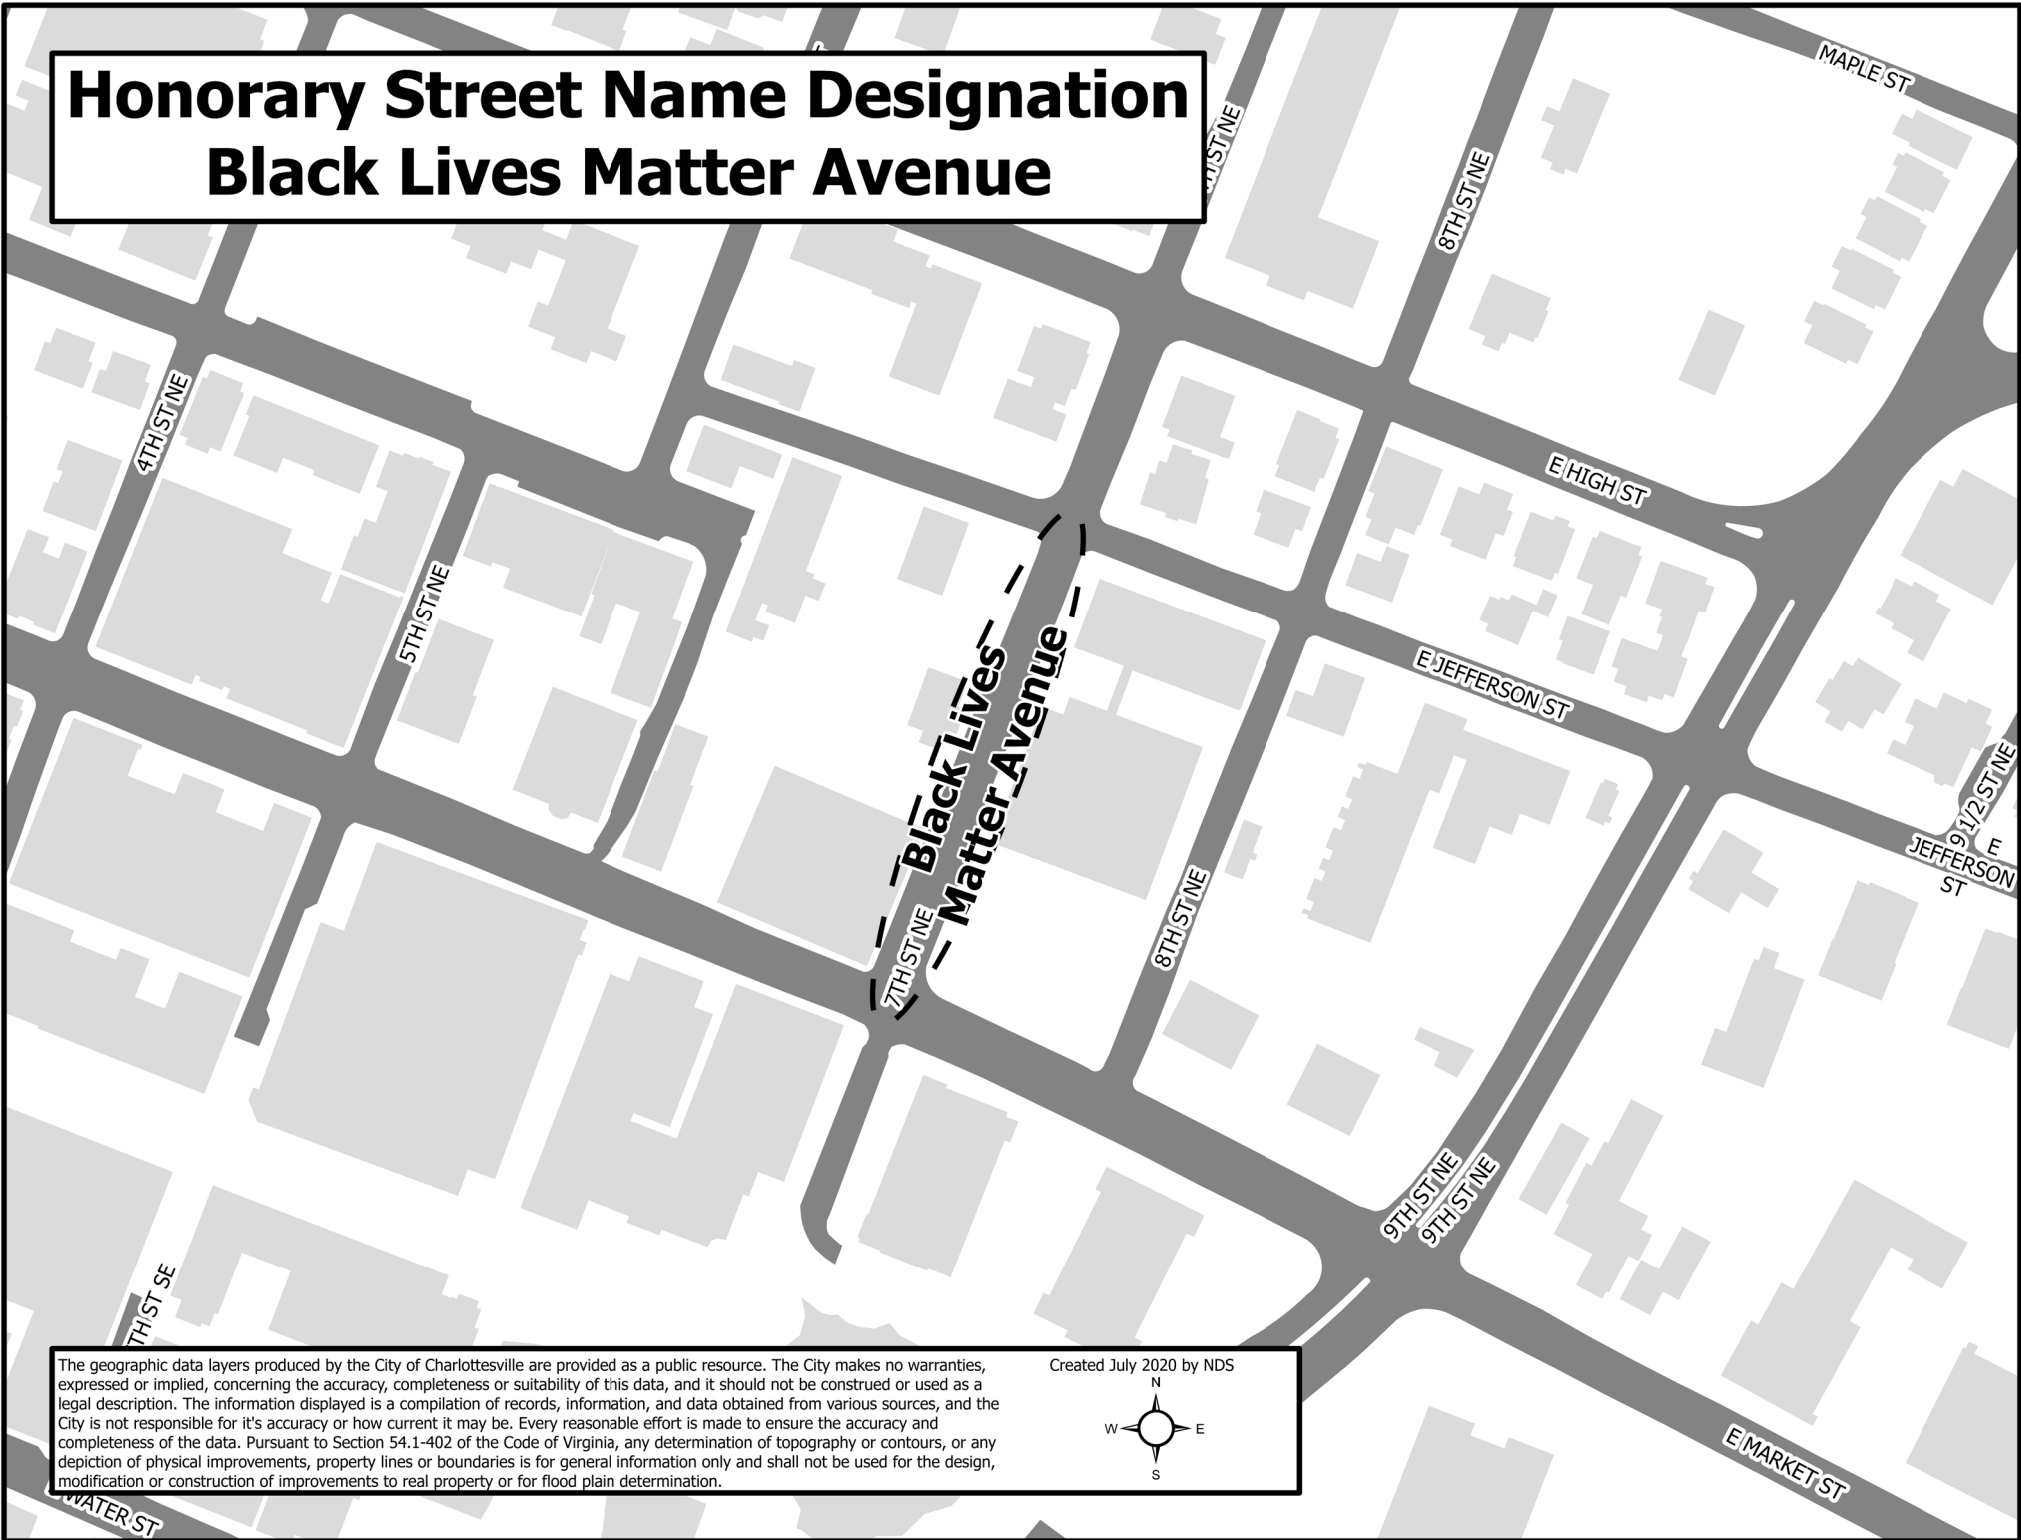 Honorary Street Name Designation
Black Lives Matter Avenue
MAPLE ST
ST NE
8TH ST NE
4TH ST NE
E HIGH ST
5TH ST NE
E JEFFERSON ST
Black Lives
Matter Avenue
9 1/2 ST NE
E
JEFFERSON
ST
8TH ST NE
7TH ST NE
9TH ST NE
9TH ST NE
TH ST SE
The geographic data layers produced by the City of Charlottesville are provided as a public resource. The City makes no warranties,
expressed or implied, concerning the accuracy, completeness or suitability of this data, and it should not be construed or used as a
legal description. The information displayed is a compilation of records, information, and data obtained from various sources, and the
City is not responsible for it's accuracy or how current it may be. Every reasonable effort is made to ensure the accuracy and
completeness of the data. Pursuant to Section 54.1-402 of the Code of Virginia, any determination of topography or contours, or any
depiction of physical improvements, property lines or boundaries is for general information only and shall not be used for the design,
modification or construction of improvements to real property or for flood plain determination.
Created July 2020 by NDS
N
W E
S
E MARKET ST
WATER ST